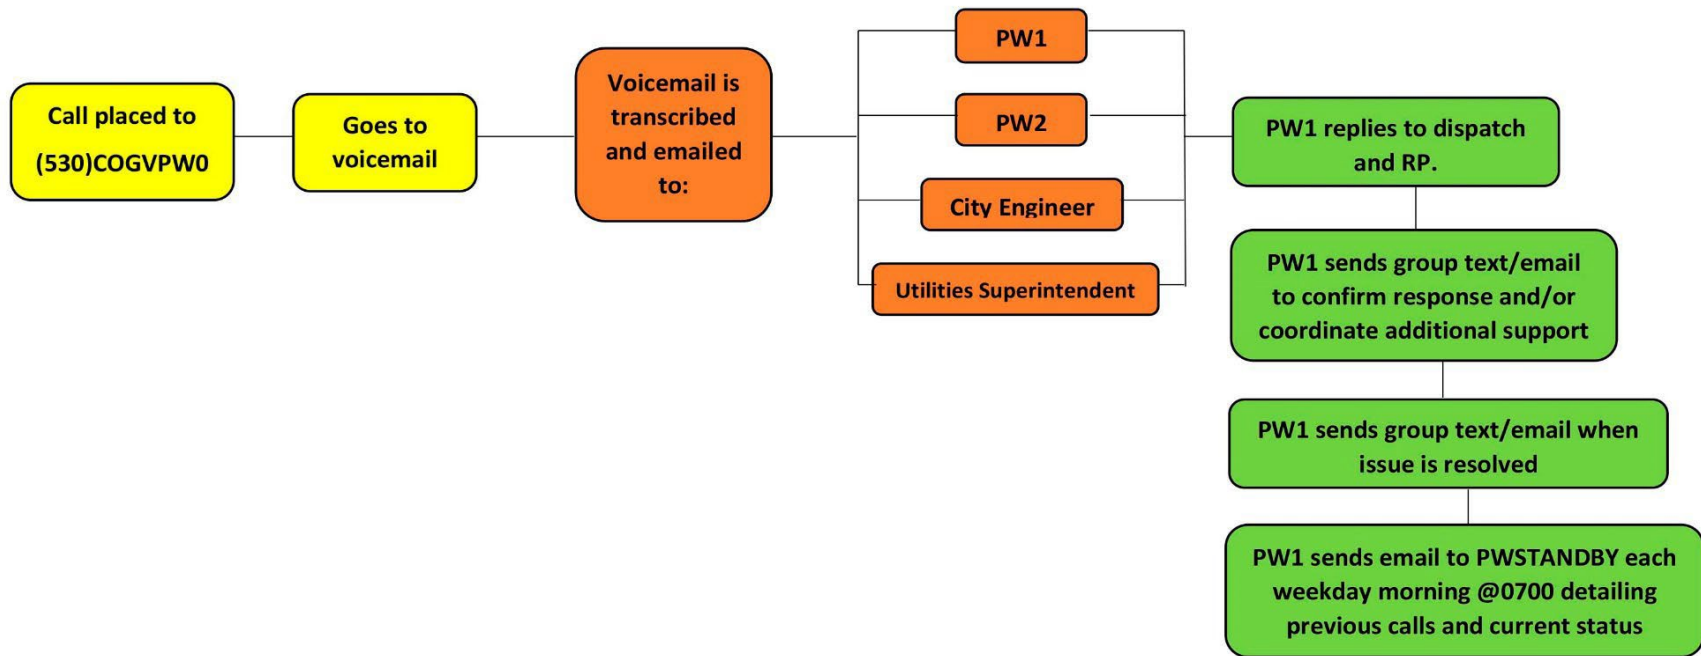 Call placed to
(530)COGVPW0
Goes to
voicemail
Voicemail is
transcribed
and emailed
to:
PW1
PW2
City Engineer
Utilities Superintendent
PW1 replies to dispatch
and RP.
PW1 sends group text/email
to confirm response and/or
coordinate additional support
PW1 sends group text/email when
issue is resolved
PW1 sends email to PWSTANDBY each
weekday morning @0700 detailing
previous calls and current status